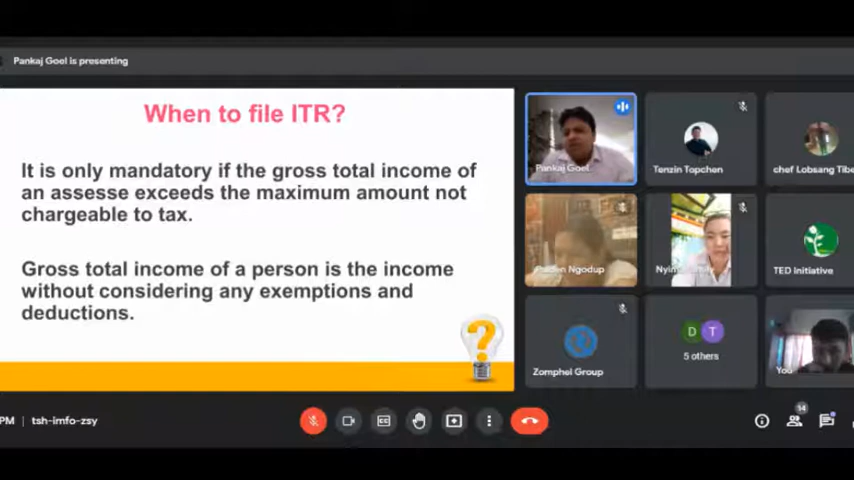 Pankaj Goel is presenting
When to file ITR?
It is only mandatory if the gross total income of
an assesse exceeds the maximum amount not
chargeable to tax.
Gross total income of a person is the income
without considering any exemptions and
deductions.
Pankaj Goel
Tenzin Topchen
chef Lobsang Tibe
Ngodup
TED Initiative
Zomphel Group
D T
5 others
You
PM | tsh-imfo-zsy
CC
14